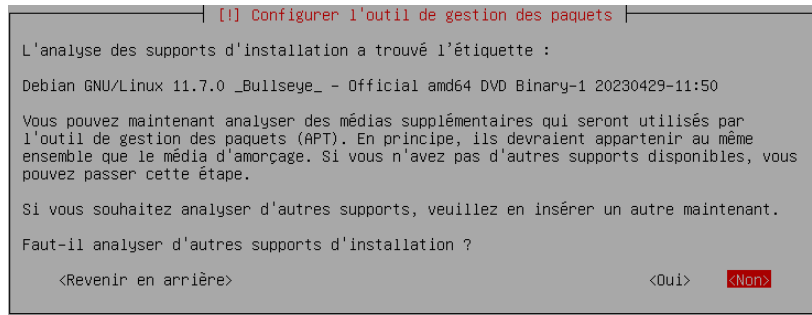 [!] Configurer l'outil de gestion des paquets
L'analyse des supports d'installation a trouvé l’étiquette :
Debian GNU/Linux 11.7.0 _Bullseye_ - Official amd64 DVD Binary-1 20230429-11:50
Vous pouvez maintenant analyser des médias supplémentaires qui seront utilisés par
l'outil de gestion des paquets (APT). En principe, ils devraient appartenir au même
ensemble que le média d'amorçage. Si vous n'avez pas d'autres supports disponibles, vous
pouvez passer cette étape.
Si vous souhaitez analyser d'autres supports, veuillez en insérer un autre maintenant.
Faut-il analyser d'autres supports d'installation ?
<Revenir en arrière> <Oui> <Non>